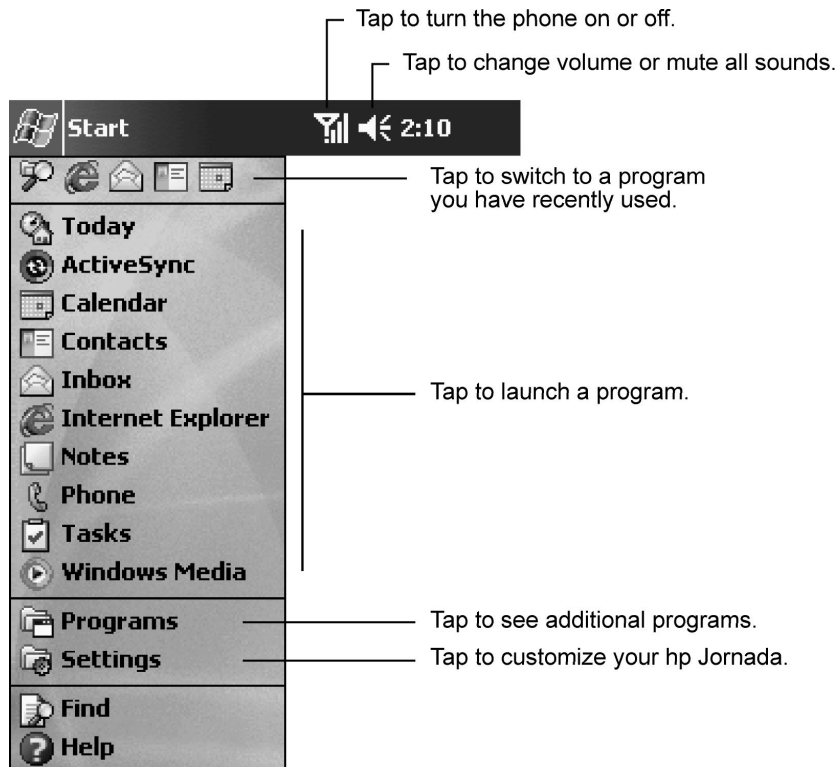 Tap to turn the phone on or off.
Tap to change volume or mute all sounds.
Start 2:10
Tap to switch to a program
you have recently used.
Today
ActiveSync
Calendar
Contacts
Inbox
Internet Explorer
Notes
Phone
Tasks
Windows Media
Tap to launch a program.
Programs
Tap to see additional programs.
Settings
Tap to customize your hp Jornada.
Find
Help